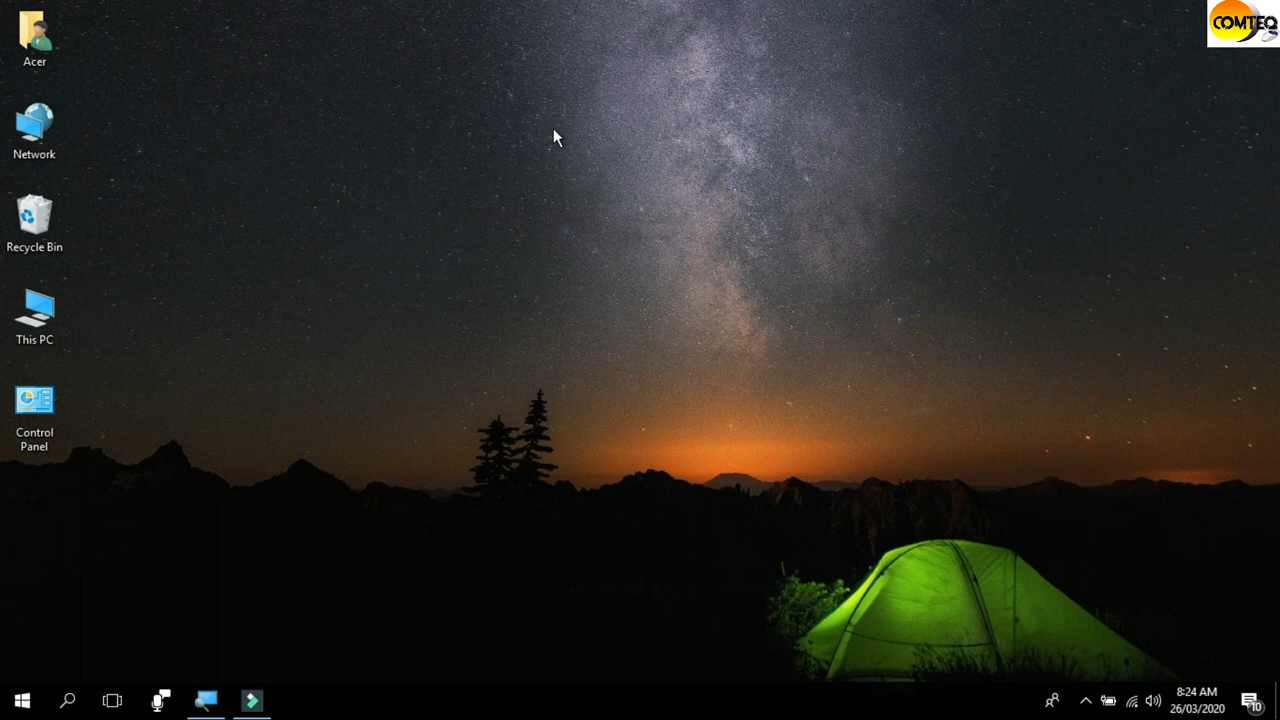 Acer
COMTEQ
Network
Recycle Bin
This PC
Control
Panel
8:24 AM
26/03/2020
10